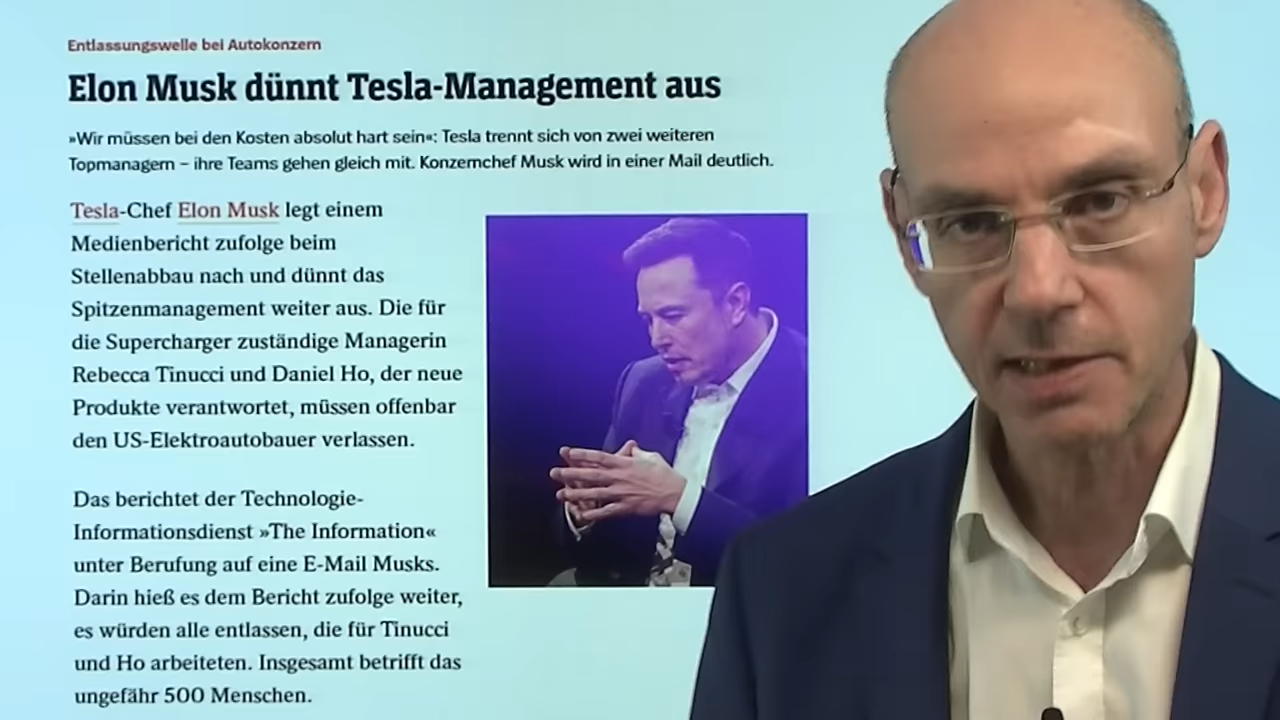 Entlassungswelle bei Autokonzern
Elon Musk dünnt Tesla-Management aus
»Wir müssen bei den Kosten absolut hart sein«: Tesla trennt sich von zwei weiteren
Topmanagern – ihre Teams gehen gleich mit. Konzernchef Musk wird in einer Mail deutlich.
Tesla-Chef Elon Musk legt einem
Medienbericht zufolge beim
Stellenabbau nach und dünnt das
Spitzenmanagement weiter aus. Die für
die Supercharger zuständige Managerin
Rebecca Tinucci und Daniel Ho, der neue
Produkte verantwortet, müssen offenbar
den US-Elektroautobauer verlassen.
Das berichtet der Technologie-
Informationsdienst »The Information«
unter Berufung auf eine E-Mail Musks.
Darin hieß es dem Bericht zufolge weiter,
es würden alle entlassen, die für Tinucci
und Ho arbeiteten. Insgesamt betrifft das
ungefähr 500 Menschen.